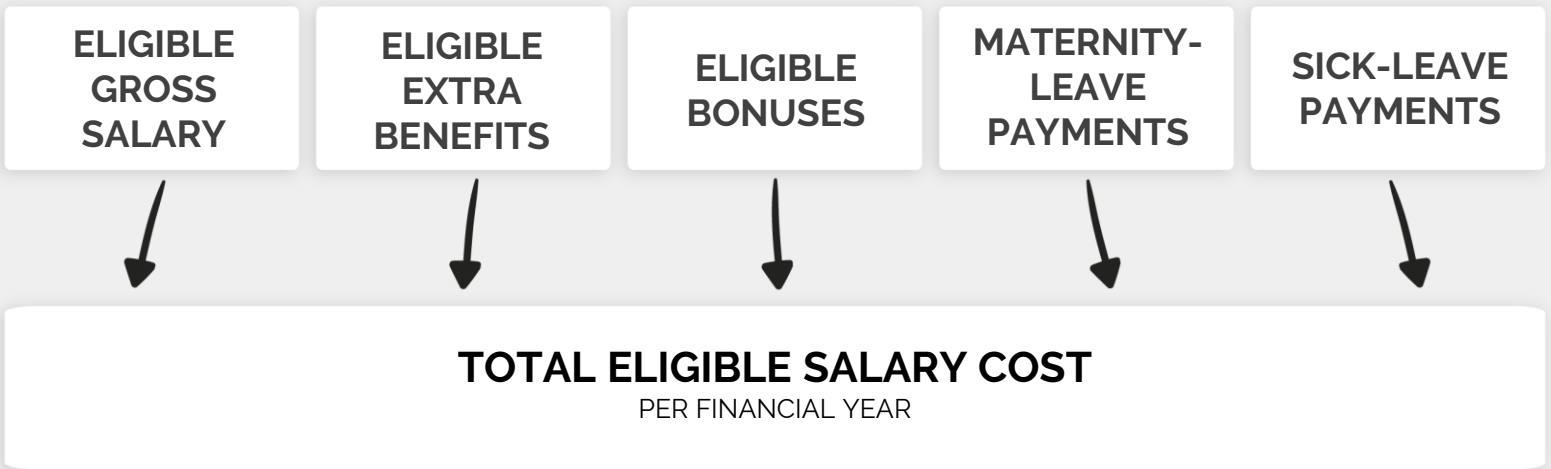 ELIGIBLE
GROSS
SALARY
ELIGIBLE
EXTRA
BENEFITS
ELIGIBLE
BONUSES
MATERNITY-
LEAVE
PAYMENTS
SICK-LEAVE
PAYMENTS
TOTAL ELIGIBLE SALARY COST
PER FINANCIAL YEAR